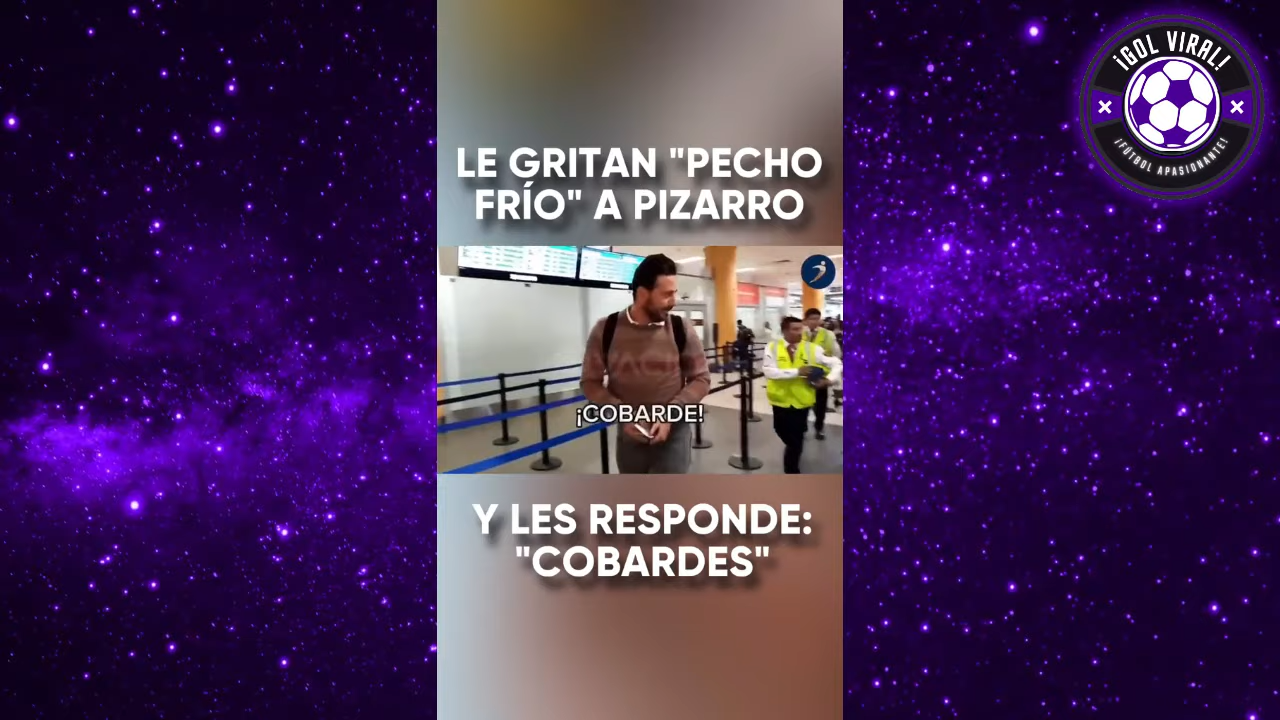 ¡GOL VIRAL!
¡FÚTBOL APASIONANTE!
LE GRITAN "PECHO
FRÍO" A PIZARRO
¡COBARDE!
Y LES RESPONDE:
"COBARDES"